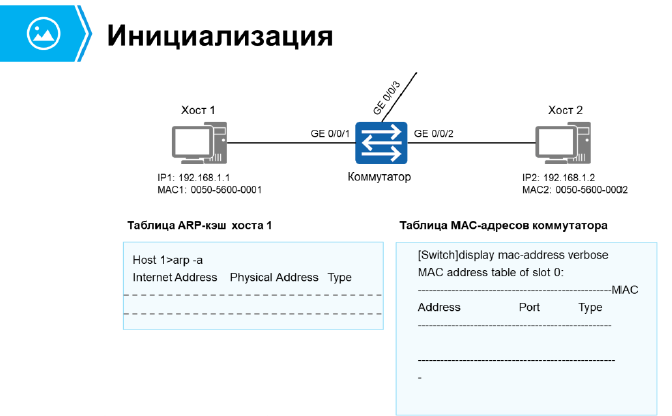 Инициализация
GE 0/0/3
Хост 1
Хост 2
GE 0/0/1
GE 0/0/2
IP1: 192.168.1.1
MAC1: 0050-5600-0001
Коммутатор
IP2: 192.168.1.2
MAC2: 0050-5600-0002
Таблица ARP-кэш хоста 1
Таблица MAC-адресов коммутатора
Host 1>arp -a
Internet Address Physical Address Type
[Switch]display mac-address verbose
MAC address table of slot 0:
-----------------------------------------------------MAC
Address Port Type
-----------------------------------------------------
------------------------------------------------------
-